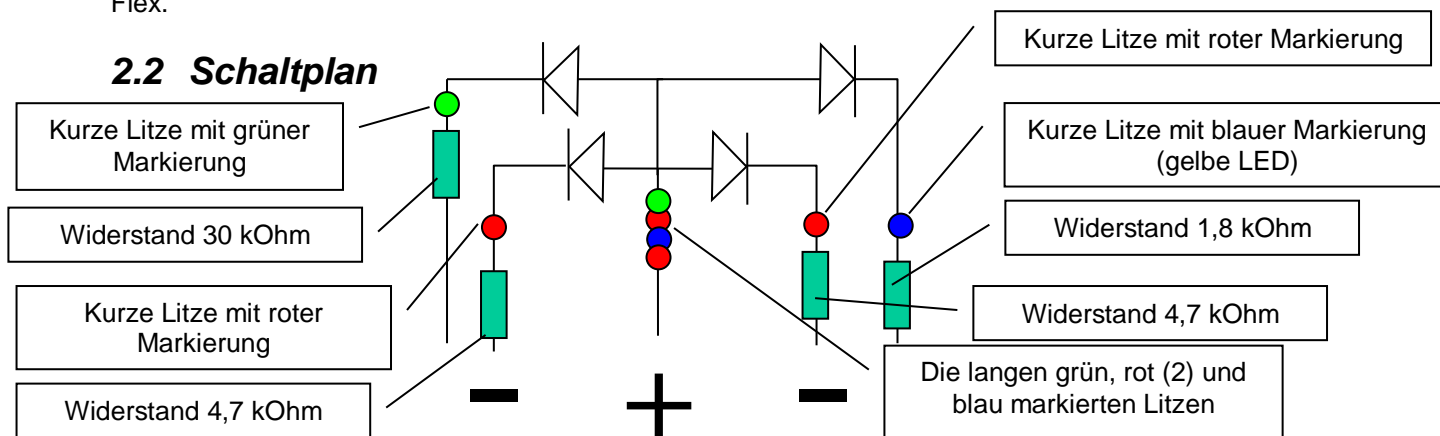 Flex.
2.2 Schaltplan
Kurze Litze mit roter Markierung
Kurze Litze mit grüner
Markierung
Kurze Litze mit blauer Markierung
(gelbe LED)
Widerstand 30 kOhm
Widerstand 1,8 kOhm
Kurze Litze mit roter
Markierung
Widerstand 4,7 kOhm
Die langen grün, rot (2) und
blau markierten Litzen
Widerstand 4,7 kOhm
− + −